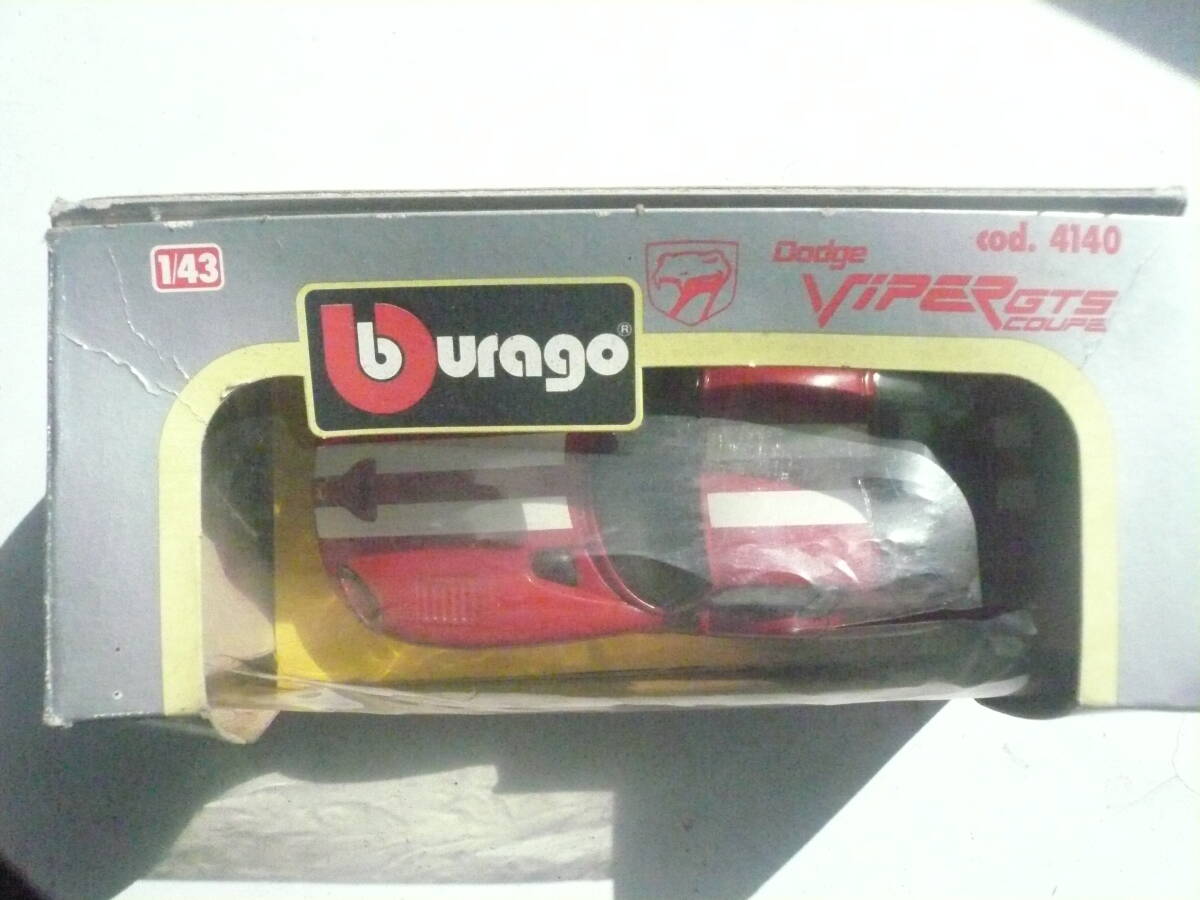 1/43
burago®
cod. 4140
Dodge
VIPER GTS
COUPE